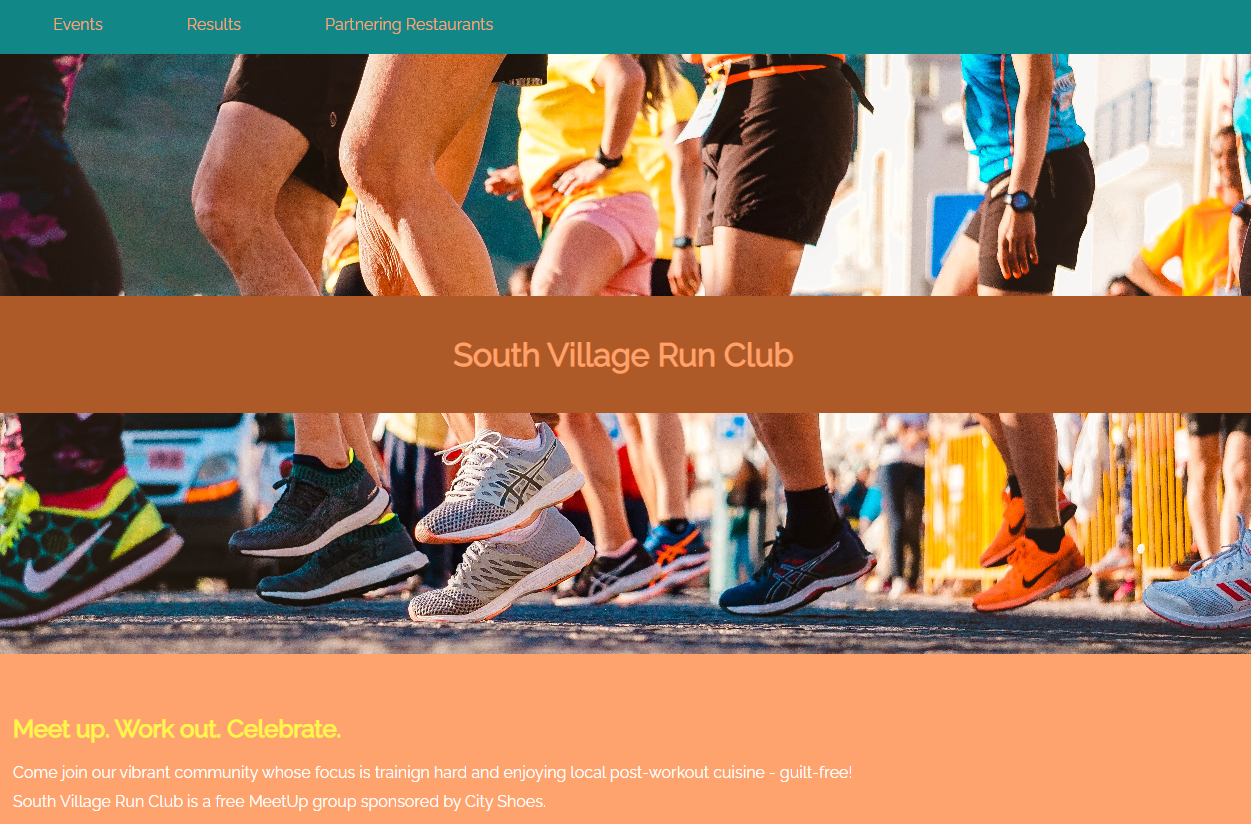 Events Results Partnering Restaurants
South Village Run Club
Meet up. Work out. Celebrate.
Come join our vibrant community whose focus is trainign hard and enjoying local post-workout cuisine - guilt-free!
South Village Run Club is a free MeetUp group sponsored by City Shoes.